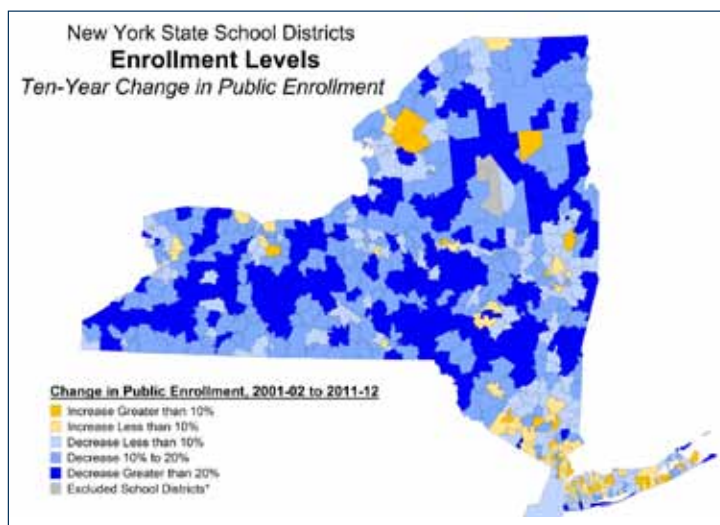 New York State School Districts
Enrollment Levels
Ten-Year Change in Public Enrollment
Change in Public Enrollment, 2001-02 to 2011-12
Increase Greater than 10%
Increase Less than 10%
Decrease Less than 10%
Decrease 10% to 20%
Decrease Greater than 20%
Excluded School Districts*